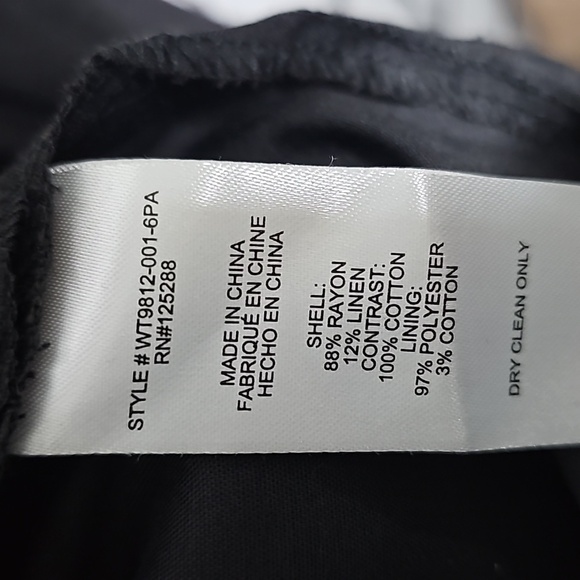 STYLE # WT9812-001-6PA
RN#125288
MADE IN CHINA
FABRIQUÉ EN CHINE
HECHO EN CHINA
SHELL:
88% RAYON
12% LINEN
CONTRAST:
100% COTTON
LINING:
97% POLYESTER
3% COTTON
DRY CLEAN ONLY